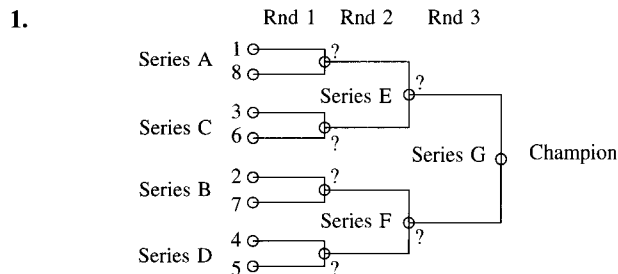 1.
Rnd 1 Rnd 2 Rnd 3
Series A 1 ?
8
Series E ?
Series C 3
6 ?
Series G Champion
Series B 2 ?
7
Series F ?
Series D 4
5 ?